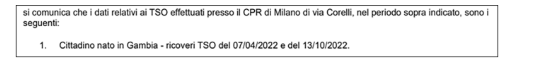 si comunica che i dati relativi ai TSO effettuati presso il CPR di Milano di via Corelli, nel periodo sopra indicato, sono i
seguenti:
1. Cittadino nato in Gambia - ricoveri TSO del 07/04/2022 e del 13/10/2022.